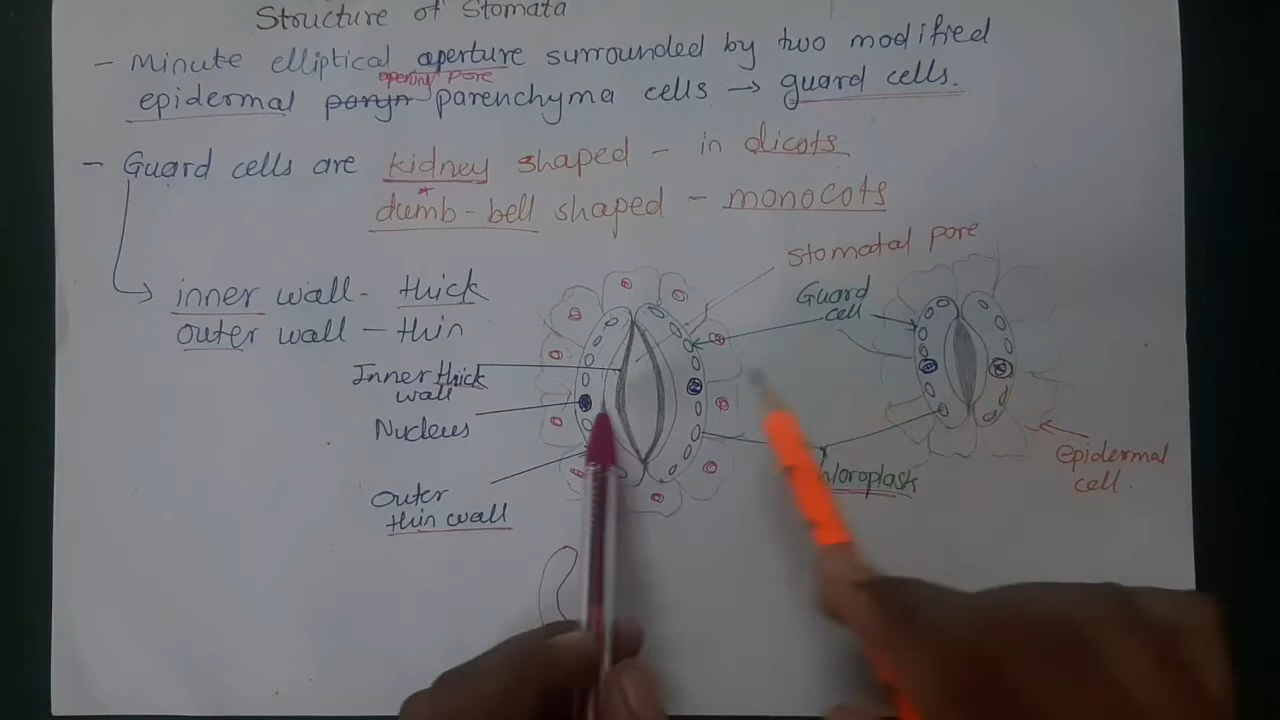 Structure of Stomata
- Minute elliptical aperture surrounded by two modified
opening pore
epidermal parenchyma cells → guard cells.
- Guard cells are kidney shaped - in dicots
dumb-bell shaped - monocots
inner wall - thick
outer wall - thin
stomatal pore
Guard
cell
Inner thick
wall
Nucleus
Outer
thin wall
chloroplast
epidermal
cell.